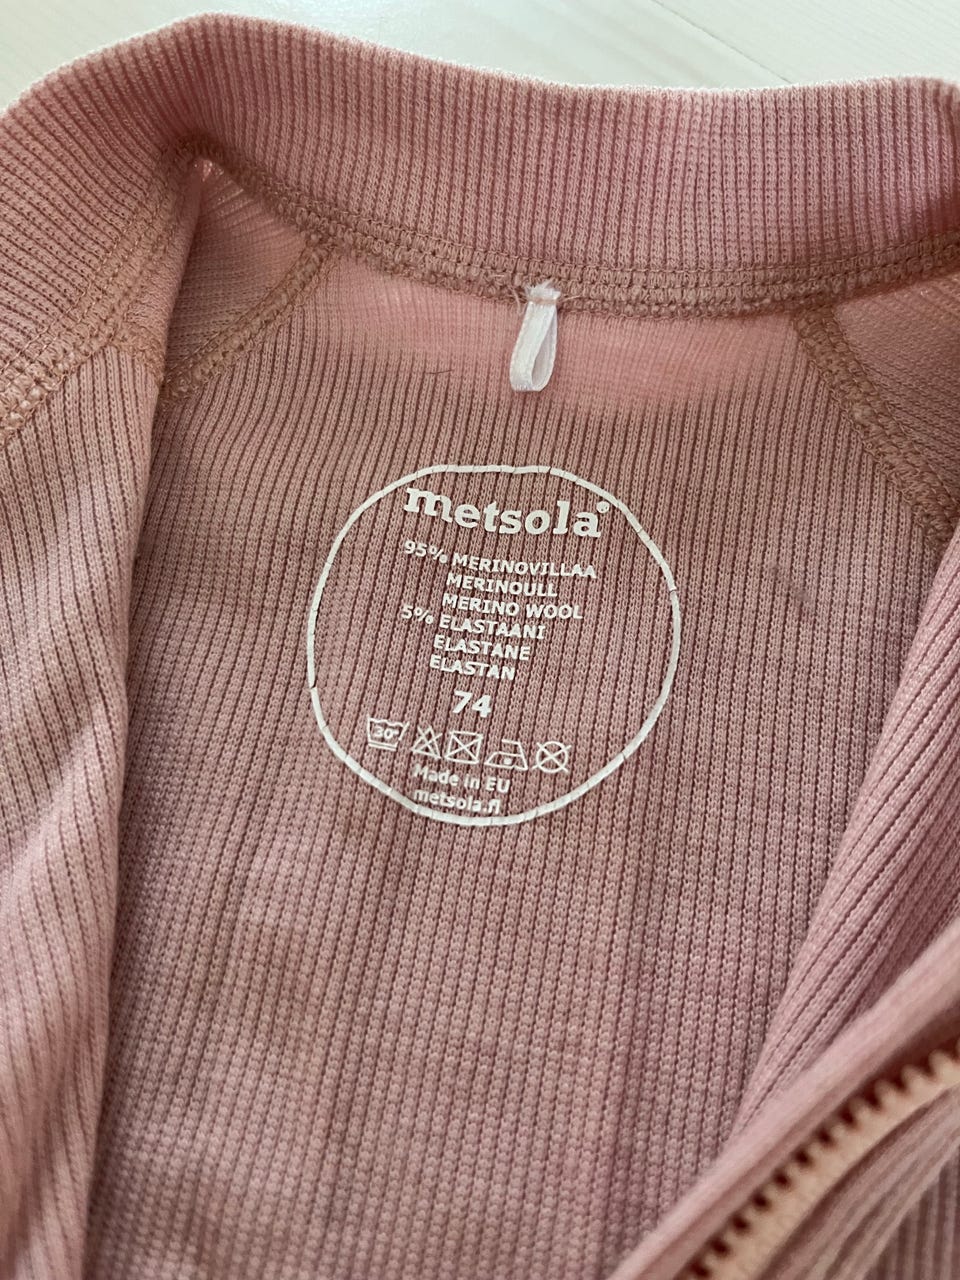 metsola®
95% MERINOVILLAA
MERINOULL
MERINO WOOL
5% ELASTAANI
ELASTANE
ELASTAN
74
30°
Made in EU
metsola.fi